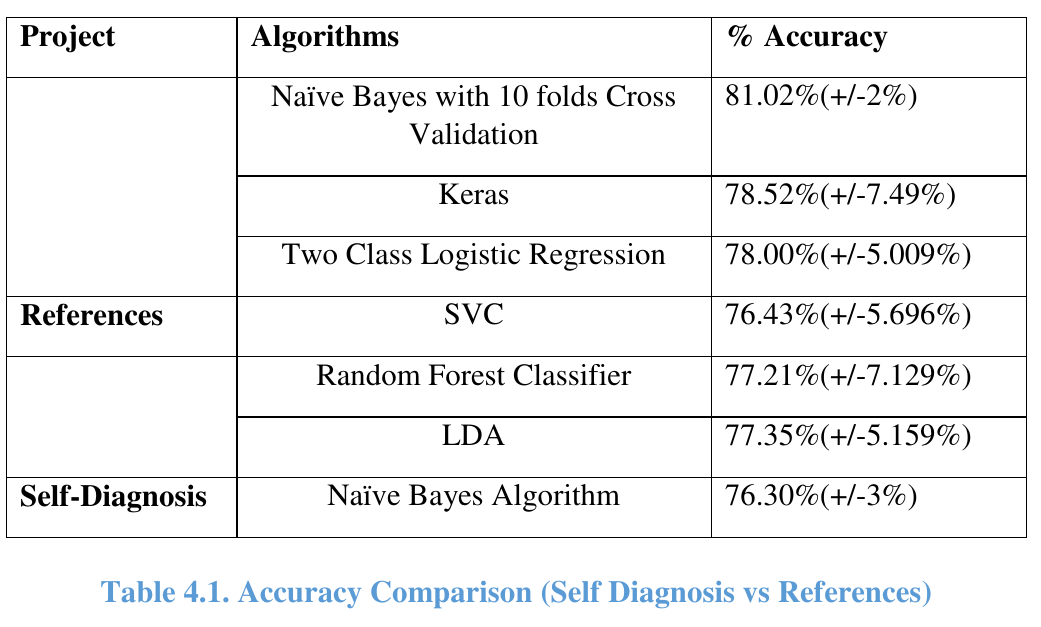 Project Algorithms % Accuracy
Naïve Bayes with 10 folds Cross 81.02%(+/-2%)
Validation
Keras 78.52%(+/-7.49%)
Two Class Logistic Regression 78.00%(+/-5.009%)
References SVC 76.43%(+/-5.696%)
Random Forest Classifier 77.21%(+/-7.129%)
LDA 77.35%(+/-5.159%)
Self-Diagnosis Naïve Bayes Algorithm 76.30%(+/-3%)
Table 4.1. Accuracy Comparison (Self Diagnosis vs References)